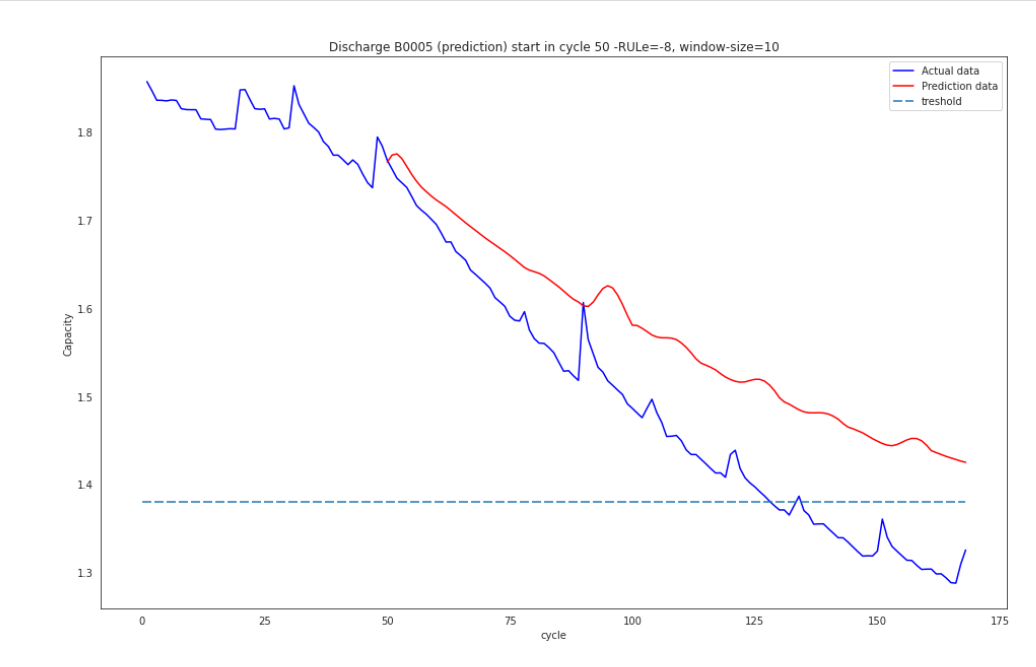 Discharge B0005 (prediction) start in cycle 50 -RULe=-8, window-size=10
Actual data
Prediction data
treshold
Capacity
1.8
1.7
1.6
1.5
1.4
1.3
0 25 50 75 100 125 150 175
cycle